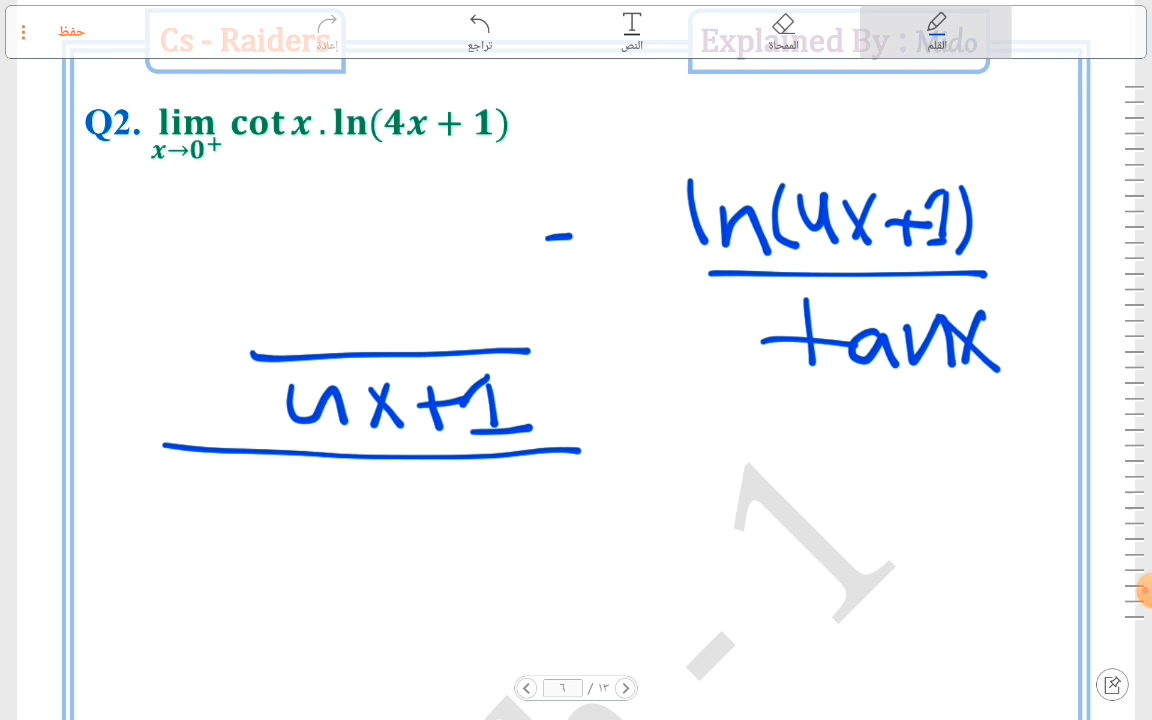 حفظ
إعادة
تراجع
النص
الممحاة
القلم
Cs - Raiders
Explained By : Mido
Q2. lim x→0⁺ cot x . ln(4x + 1)
ln(4x+1)
tanx
-
4x+1
- 1
٦ / ١٣